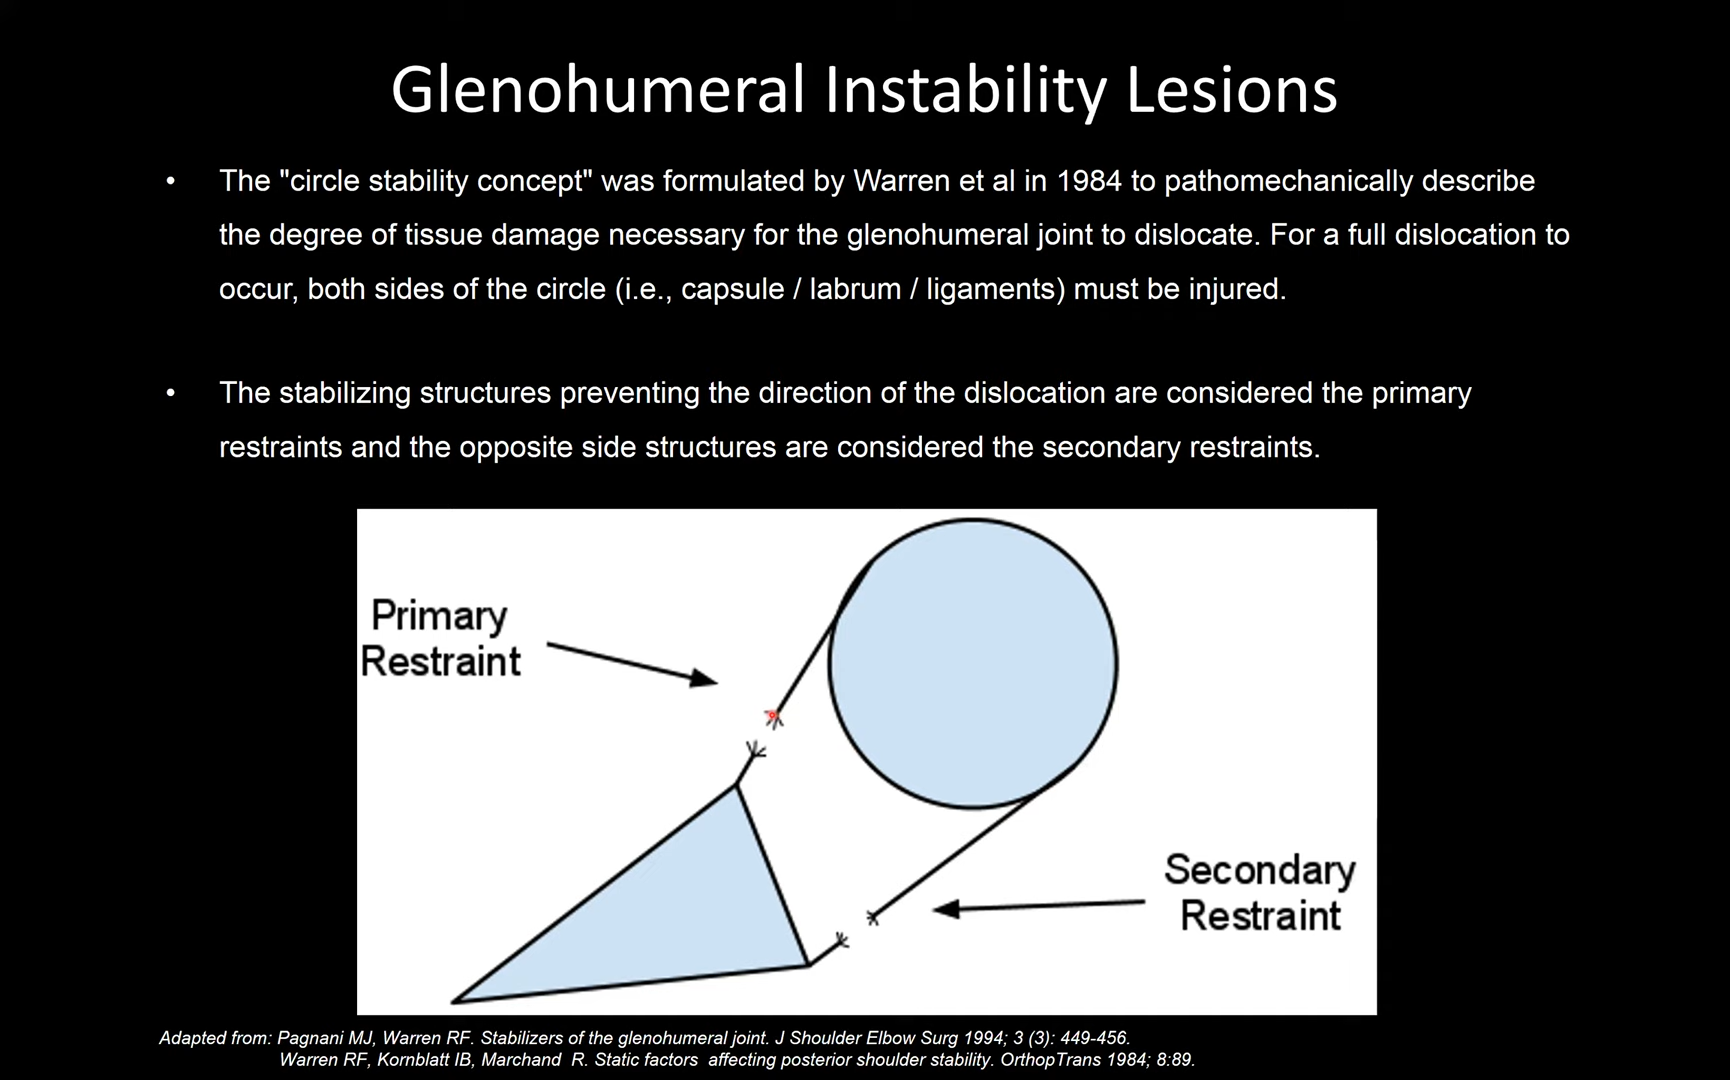 Glenohumeral Instability Lesions
• The "circle stability concept" was formulated by Warren et al in 1984 to pathomechanically describe
the degree of tissue damage necessary for the glenohumeral joint to dislocate. For a full dislocation to
occur, both sides of the circle (i.e., capsule / labrum / ligaments) must be injured.
• The stabilizing structures preventing the direction of the dislocation are considered the primary
restraints and the opposite side structures are considered the secondary restraints.
Primary
Restraint
Secondary
Restraint
Adapted from: Pagnani MJ, Warren RF. Stabilizers of the glenohumeral joint. J Shoulder Elbow Surg 1994; 3 (3): 449-456.
Warren RF, Kornblatt IB, Marchand R. Static factors affecting posterior shoulder stability. OrthopTrans 1984; 8:89.